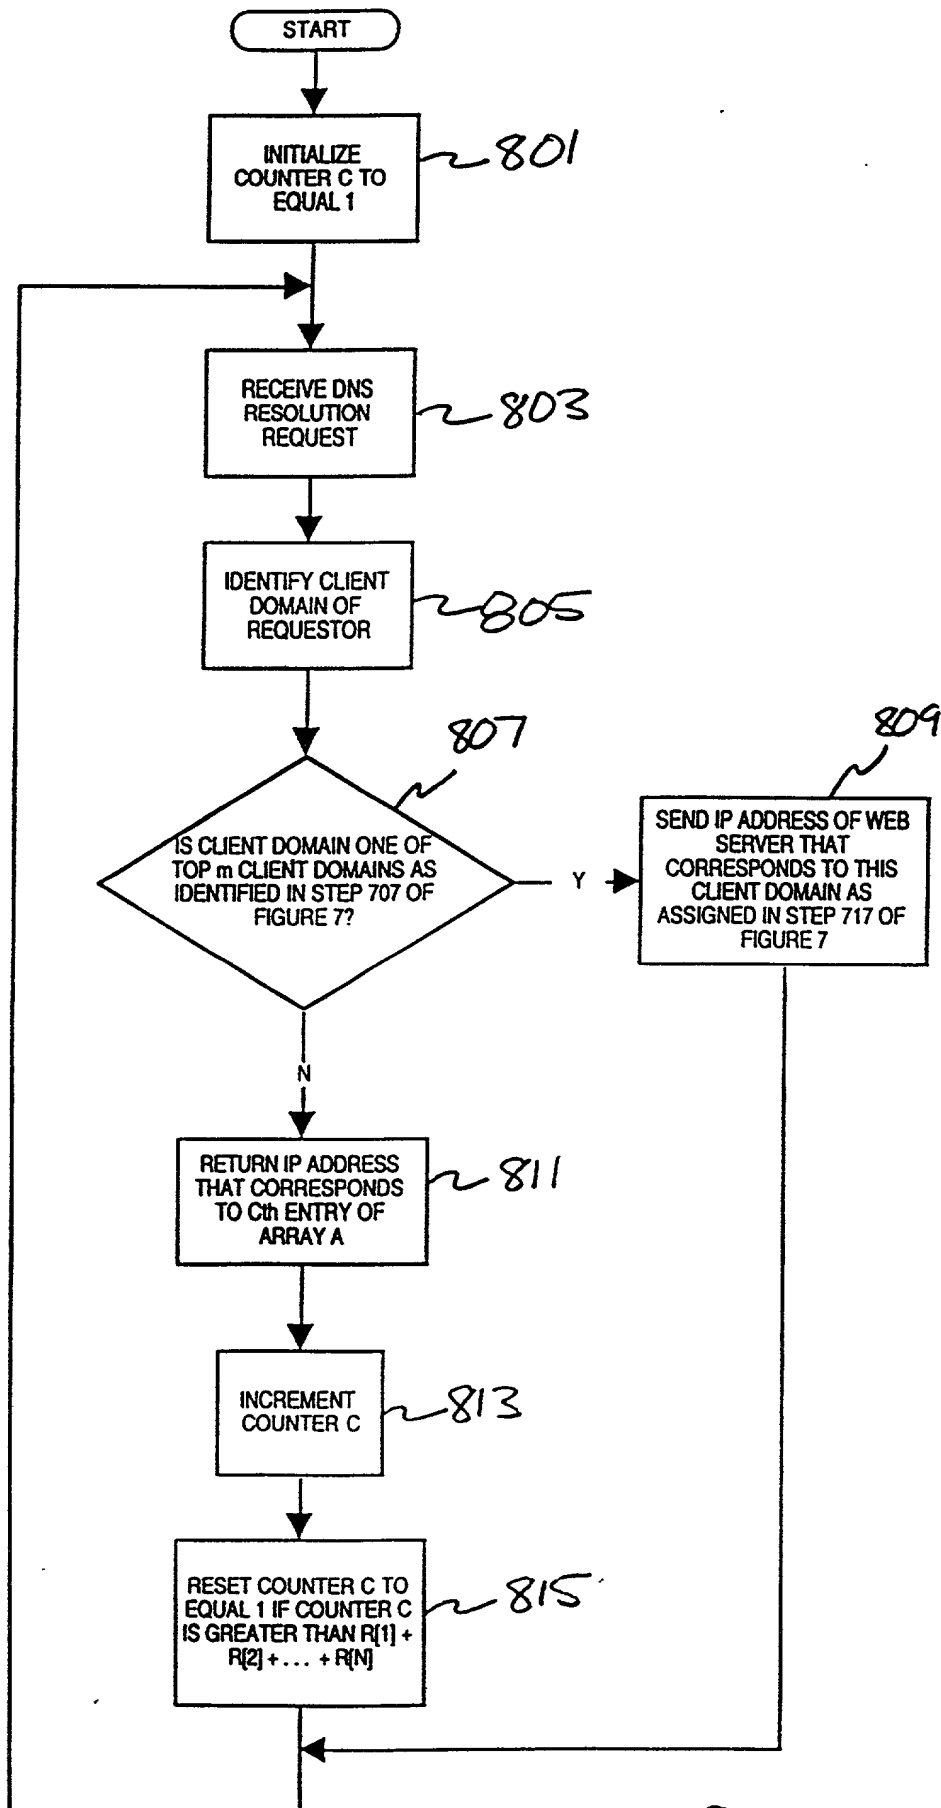 START
INITIALIZE
COUNTER C TO
EQUAL 1
801
RECEIVE DNS
RESOLUTION
REQUEST
803
IDENTIFY CLIENT
DOMAIN OF
REQUESTOR
805
807
809
IS CLIENT DOMAIN ONE OF
TOP m CLIENT DOMAINS AS
IDENTIFIED IN STEP 707 OF
FIGURE 7?
Y
SEND IP ADDRESS OF WEB
SERVER THAT
CORRESPONDS TO THIS
CLIENT DOMAIN AS
ASSIGNED IN STEP 717 OF
FIGURE 7
N
RETURN IP ADDRESS
THAT CORRESPONDS
TO Cth ENTRY OF
ARRAY A
811
INCREMENT
COUNTER C
813
RESET COUNTER C TO
EQUAL 1 IF COUNTER C
IS GREATER THAN R[1] +
R[2] + . . . + R[N]
815